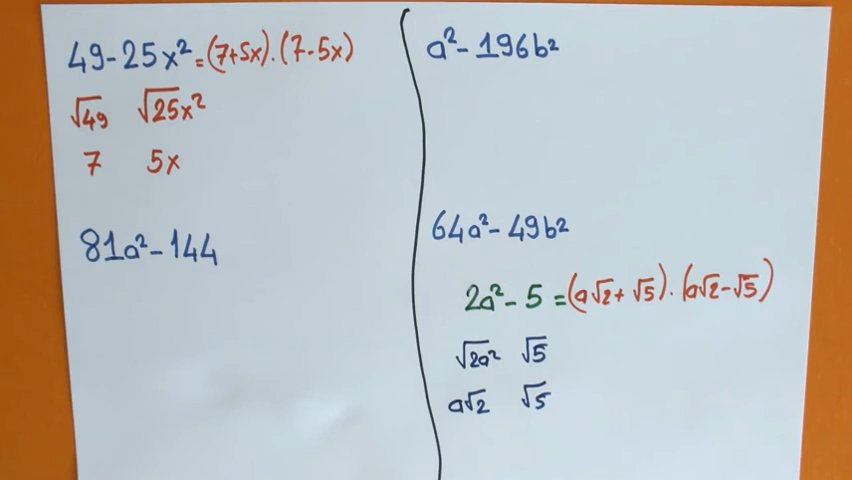 49-25x²=(7+5x).(7-5x)
√49 √25x²
7 5x
81a²-144
a²-196b²
64a²-49b²
2a²-5=(a√2+√5).(a√2-√5)
√2a² √5
a√2 √5